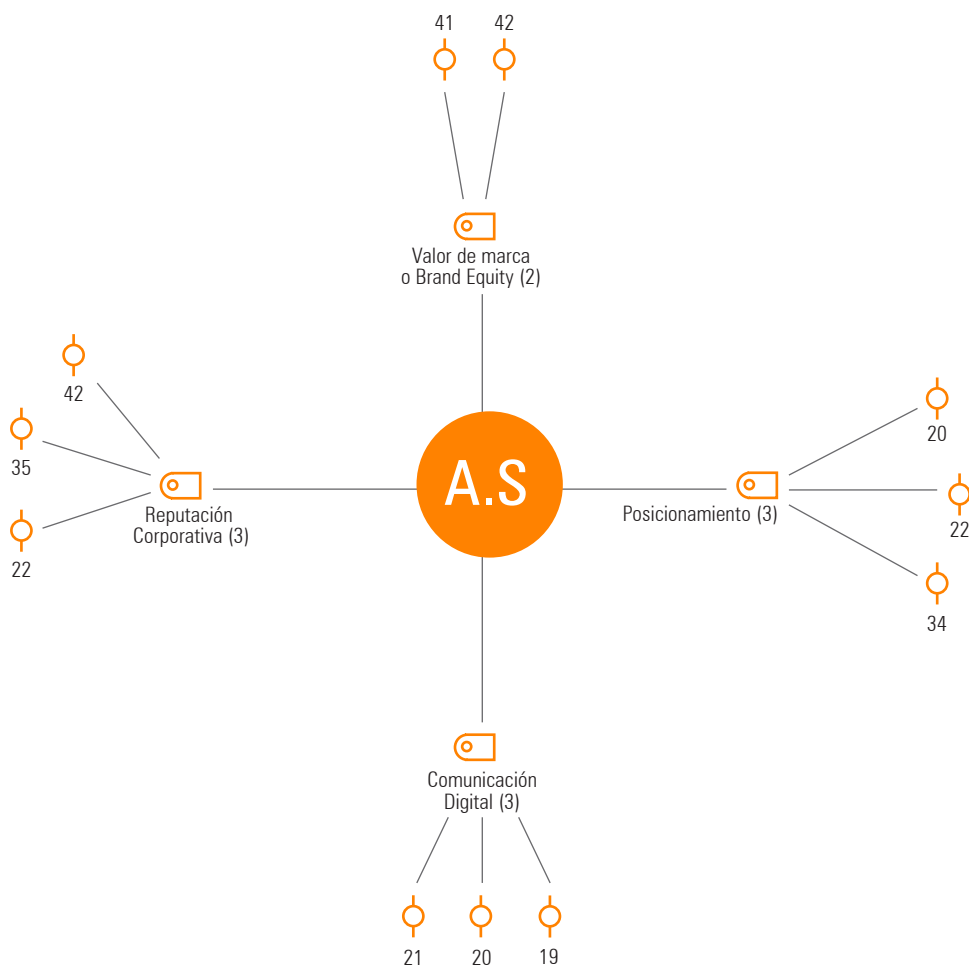 41
42
Valor de marca
o Brand Equity (2)
42
35
22
Reputación
Corporativa (3)
A.S
Posicionamiento (3)
20
22
34
Comunicación
Digital (3)
21
20
19